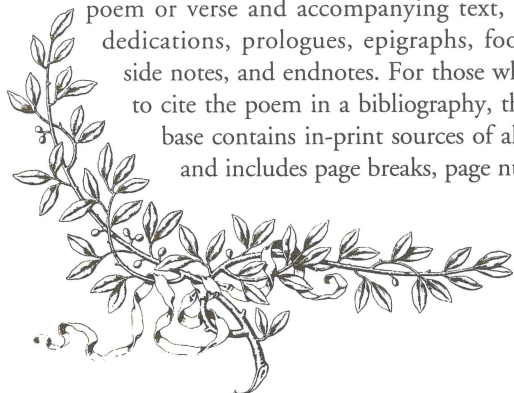 poem or verse and accompanying text,
dedications, prologues, epigraphs,
side notes, and endnotes. For those
to cite the poem in a bibliography,
base contains in-print sources of
and includes page breaks, page